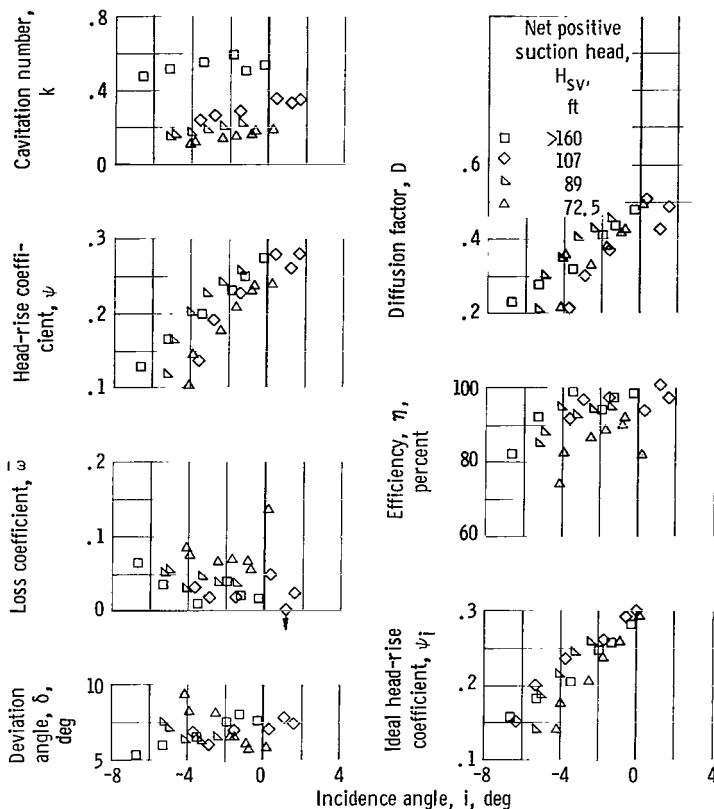 .8
.4
0
Cavitation number,
k
Net positive
suction head,
H_sv,
ft
□ >160
◇ 107
◺ 89
△ 72.5
.6
.4
.2
Diffusion factor, D
.3
.2
.1
Head-rise coeffi-
cient, ψ
100
80
60
Efficiency, η,
percent
.2
.1
0
Loss coefficient, ω̅
.3
.2
.1
Ideal head-rise
coefficient, ψi
10
5
Deviation
angle, δ,
deg
-8 -4 0 4
-8 -4 0 4
Incidence angle, i, deg